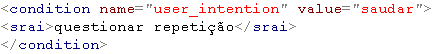 <condition name="user_intention" value="saudar">
<srai>questionar repetição</srai>
</condition>